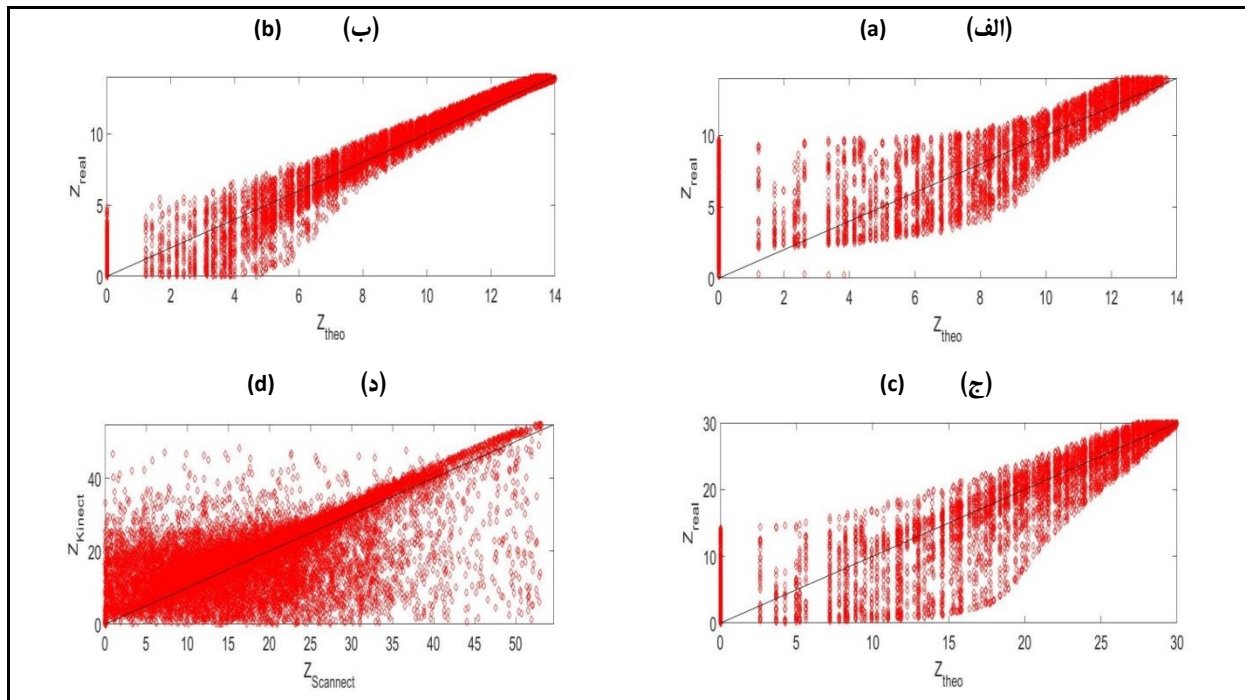 (b) (ب)
10
5
0
0 2 4 6 8 10 12 14
Z_real
Z_theo
(a) (الف)
10
5
0
0 2 4 6 8 10 12 14
Z_real
Z_theo
(d) (د)
40
20
0
0 5 10 15 20 25 30 35 40 45 50
Z_Kinect
Z_Scannect
(c) (ج)
30
20
10
0
0 5 10 15 20 25 30
Z_real
Z_theo